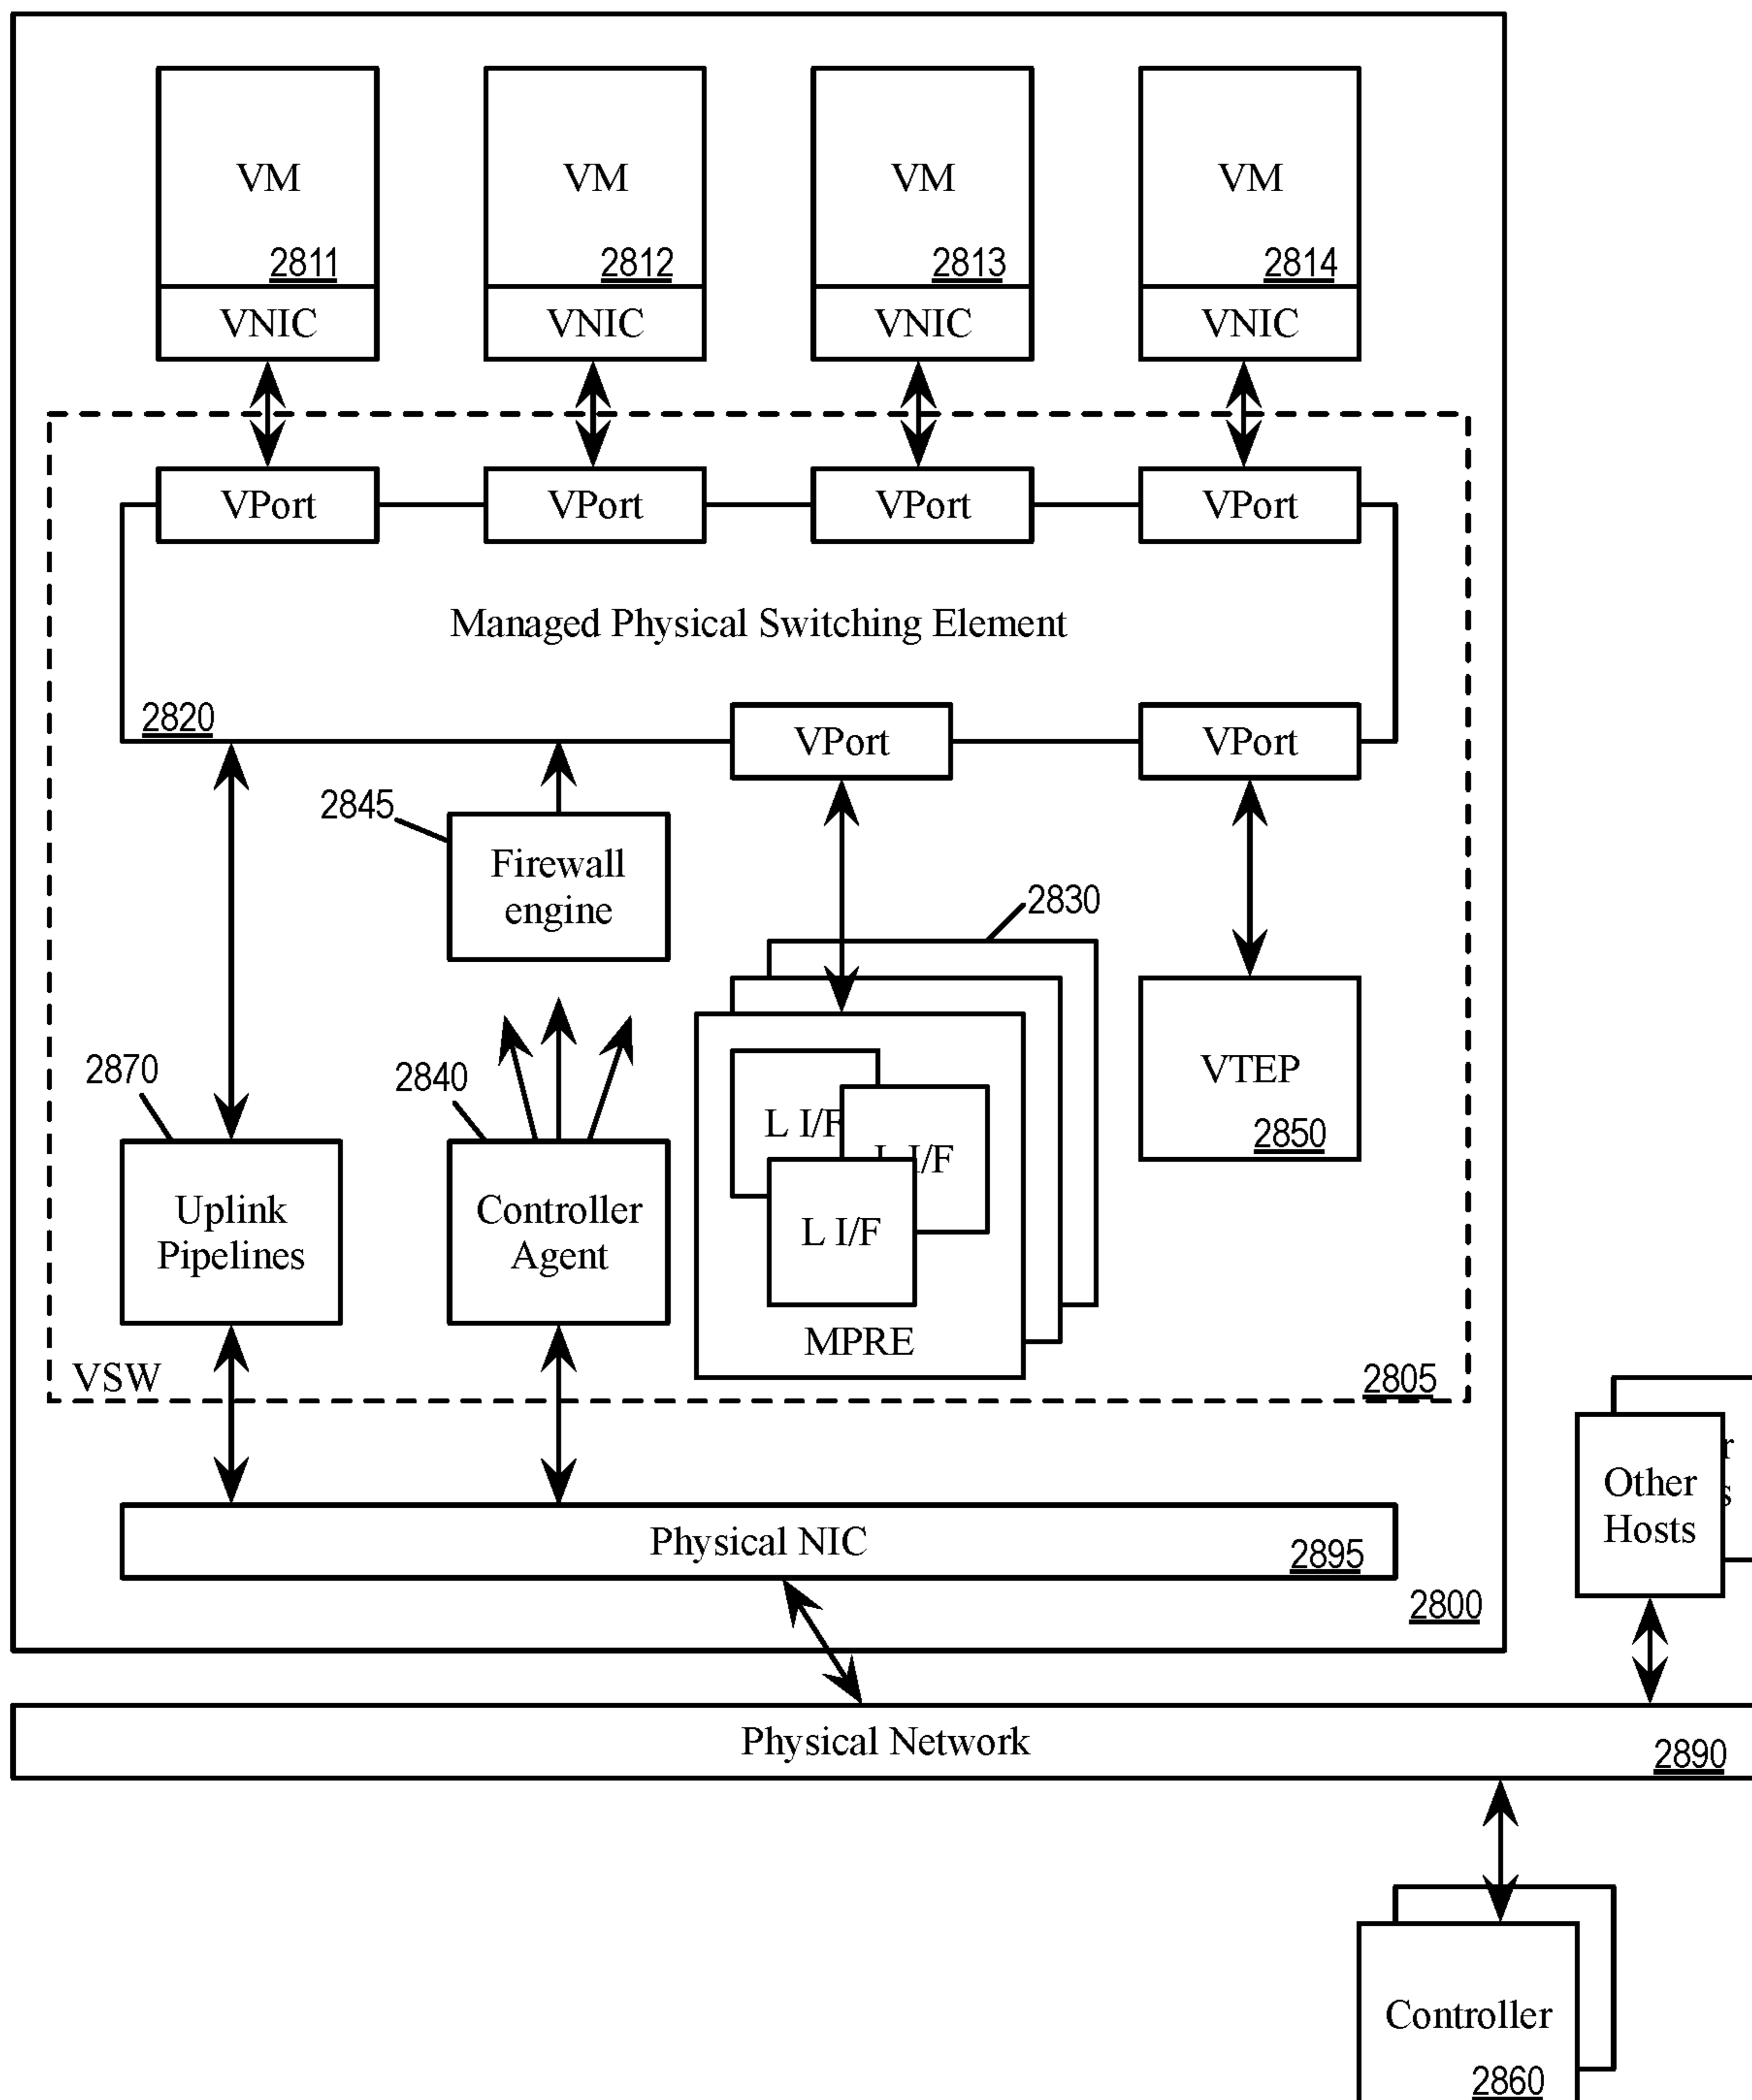 VM
VM
VM
VM
2811
2812
2813
2814
VNIC
VNIC
VNIC
VNIC
VPort
VPort
VPort
VPort
Managed Physical Switching Element
2820
VPort
VPort
2845
Firewall
engine
2830
2870
2840
L I/F
I/F
L I/F
MPRE
VTEP
2850
Uplink
Pipelines
Controller
Agent
VSW
2805
Other
Hosts
Physical NIC
2895
2800
Physical Network
2890
Controller
2860